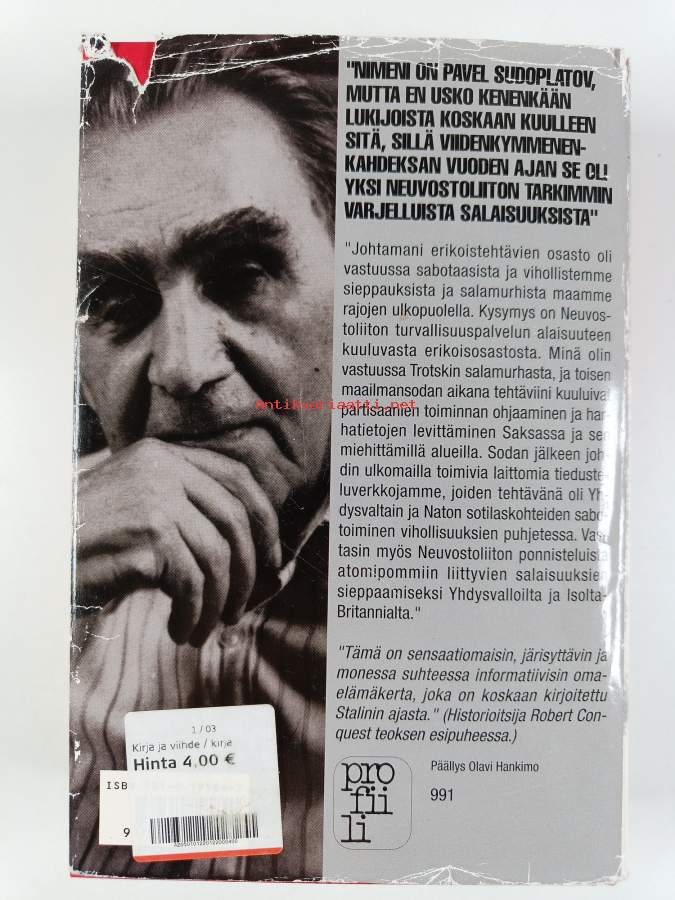 "NIMENI ON PAVEL SUDOPLATOV,
MUTTA EN USKO KENENKÄÄN
LUKIJOISTA KOSKAAN KUULLEEN
SITÄ, SILLÄ VIIDENKYMMENEN-
KAHDEKSAN VUODEN AJAN SE OLI
YKSI NEUVOSTOLIITON TARKIMMIN
VARJELLUISTA SALAISUUKSISTA"
"Johtamani erikoistehtävien osasto oli
vastuussa sabotaasista ja vihollistemme
sieppauksista ja salamurhista maamme
rajojen ulkopuolella. Kysymys on Neuvos-
toliiton turvallisuuspalvelun alaisuuteen
kuuluvasta erikoisosastosta. Minä olin
vastuussa Trotskin salamurhasta, ja toisen
maailmansodan aikana tehtäviini kuuluivat
partisaanien toiminnan ohjaaminen ja har-
hatietojen levittäminen Saksassa ja sen
miehittämillä alueilla. Sodan jälkeen joh-
din ulkomailla toimivia laittomia tieduste-
luverkkojamme, joiden tehtävänä oli Yh-
dysvaltain ja Naton sotilaskohteiden sabo-
toiminen vihollisuuksien puhjetessa. Vas-
tasin myös Neuvostoliiton ponnisteluista
atomipommiin liittyvien salaisuuksien
sieppaamiseksi Yhdysvalloilta ja Isolta-
Britannialta."
"Tämä on sensaatiomaisin, järisyttävin ja
monessa suhteessa informatiivisin oma-
elämäkerta, joka on koskaan kirjoitettu
Stalinin ajasta." (Historioitsija Robert Con-
quest teoksen esipuheessa.)
Päällys Olavi Hankimo
991
pro
fii
li
1 / 03
Kirja ja viihde / kirja
Hinta 4,00 €
ISB
9
A2050101220122000400
Antikvariaatti.net